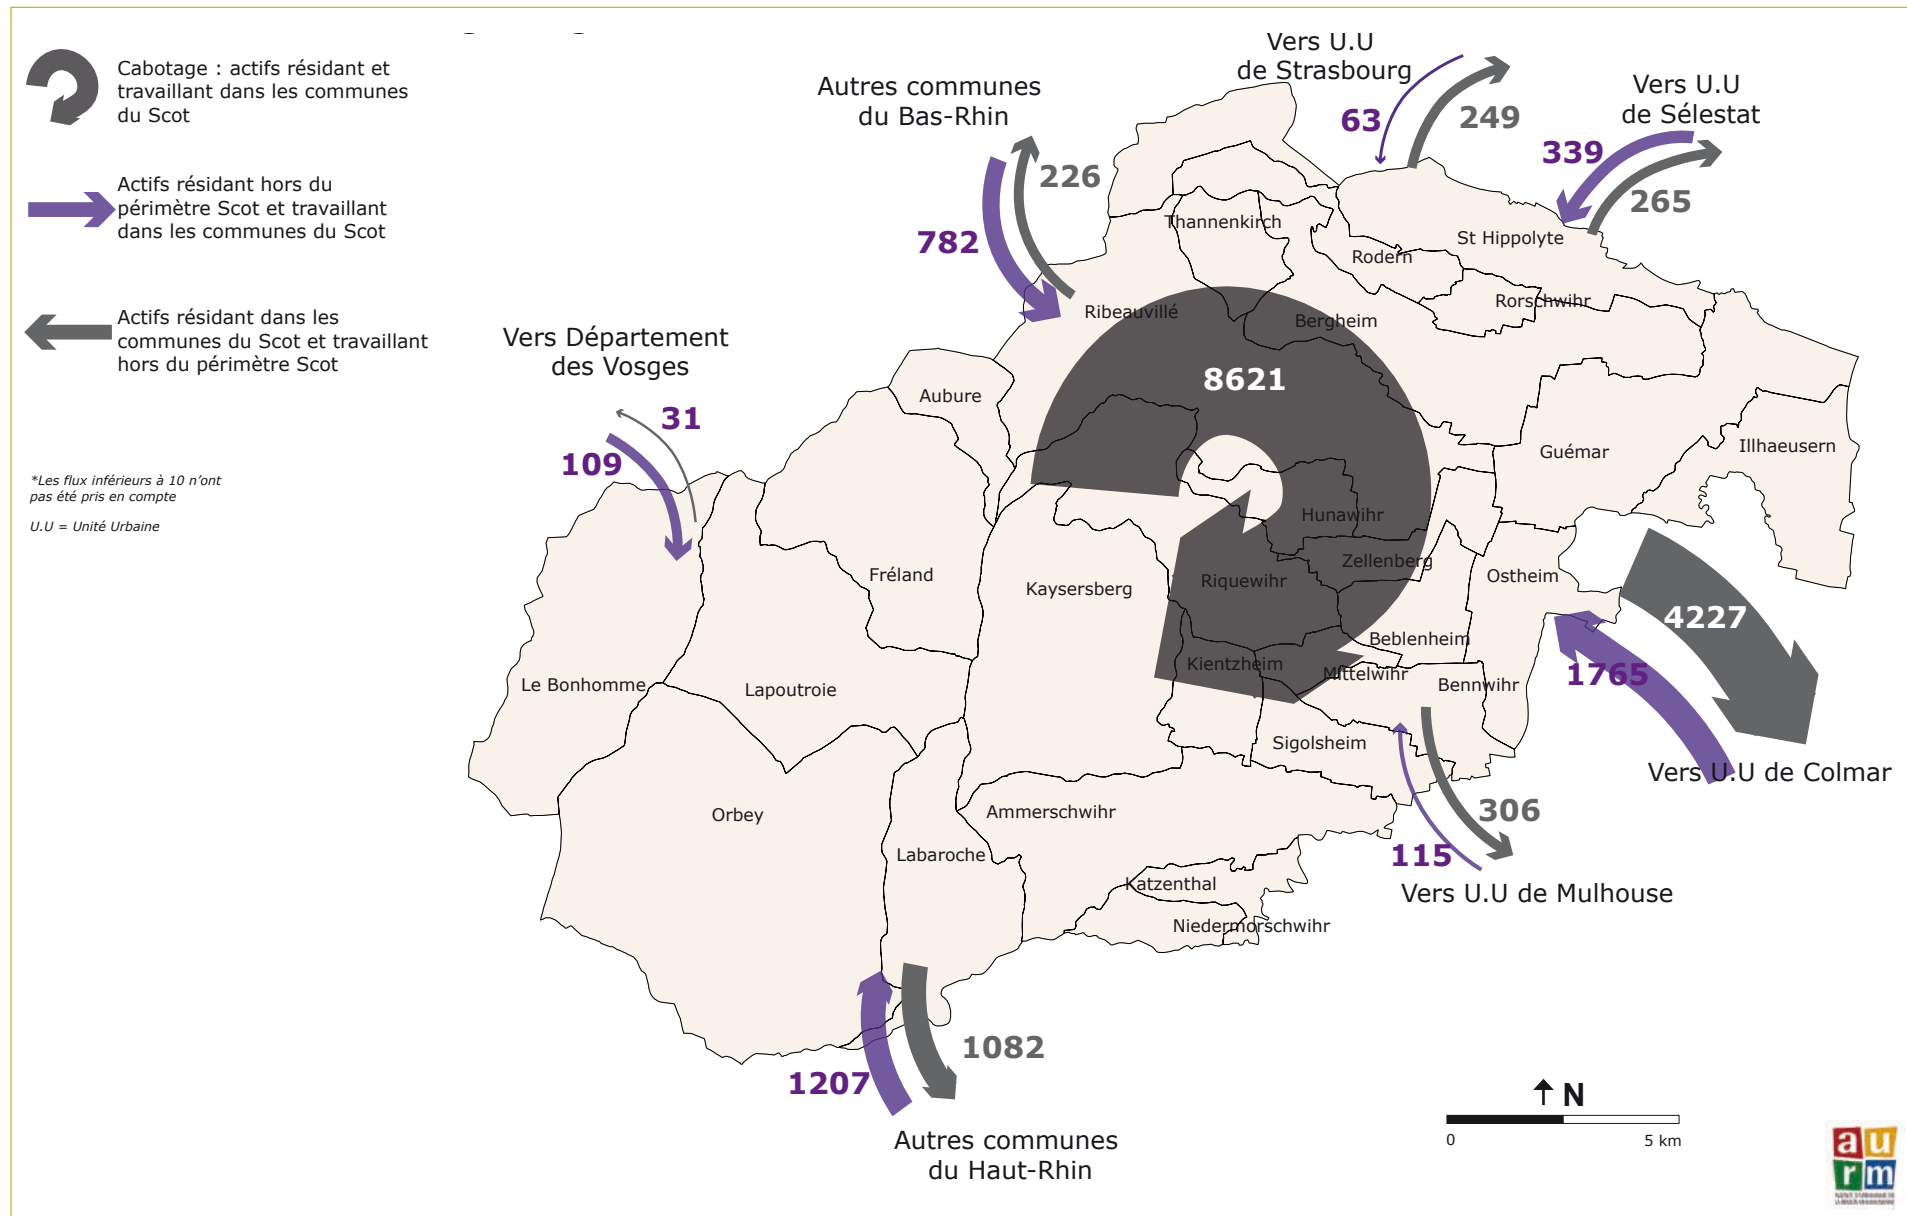 Cabotage : actifs résidant et
travaillant dans les communes
du Scot
Actifs résidant hors du
périmètre Scot et travaillant
dans les communes du Scot
Actifs résidant dans les
communes du Scot et travaillant
hors du périmètre Scot
*Les flux inférieurs à 10 n’ont
pas été pris en compte
U.U = Unité Urbaine
Vers U.U
de Strasbourg
63
249
Vers U.U
de Sélestat
339
265
Autres communes
du Bas-Rhin
226
782
Vers Département
des Vosges
31
109
Thannenkirch
St Hippolyte
Rodern
Rorschwihr
Ribeauvillé
Bergheim
8621
Aubure
Guémar
Illhaeusern
Hunawihr
Zellenberg
Riquewihr
Ostheim
Fréland
Kaysersberg
4227
Beblenheim
Kientzheim
Mittelwihr
Bennwihr
1765
Le Bonhomme
Lapoutroie
Sigolsheim
Vers U.U de Colmar
Orbey
Ammerschwihr
306
Labaroche
115
Katzenthal
Vers U.U de Mulhouse
Niedermorschwihr
1082
1207
Autres communes
du Haut-Rhin
N
0 5 km
au
rm